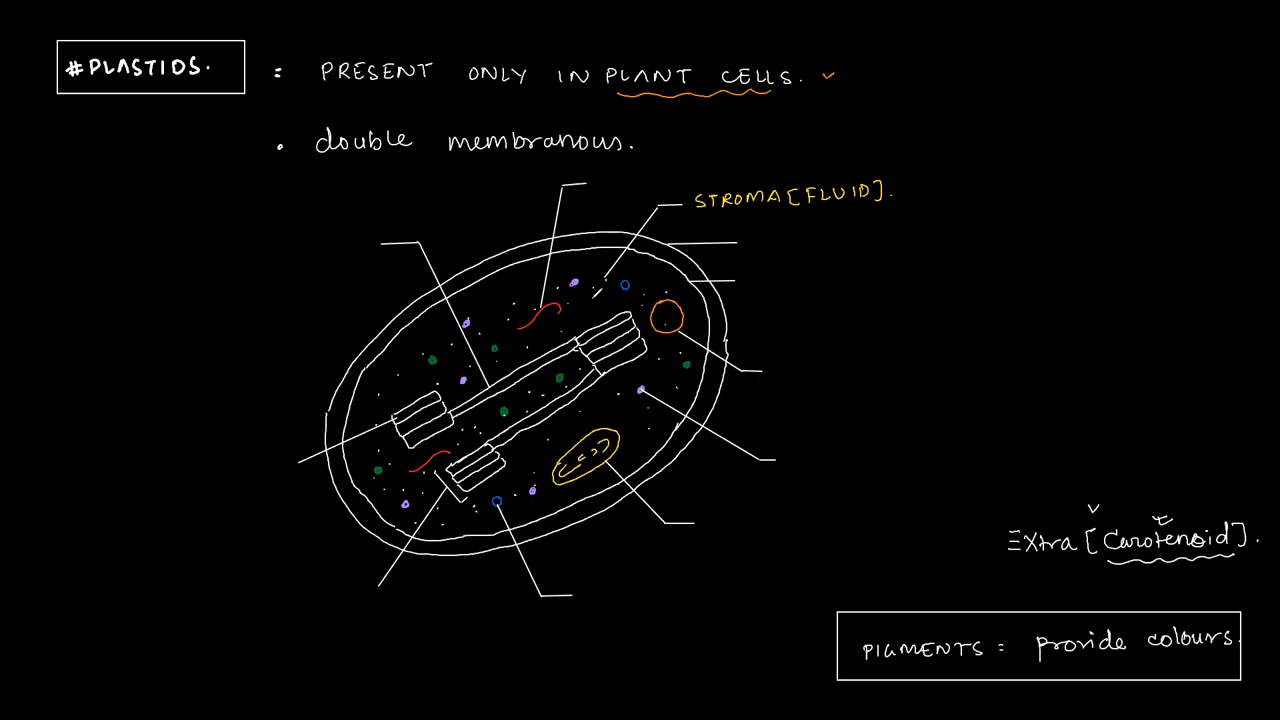 #PLASTIDS.
: PRESENT ONLY IN PLANT CELLS.
. double membranous.
STROMA [FLUID].
Extra [Carotenoid].
PIGMENTS = provide colours.